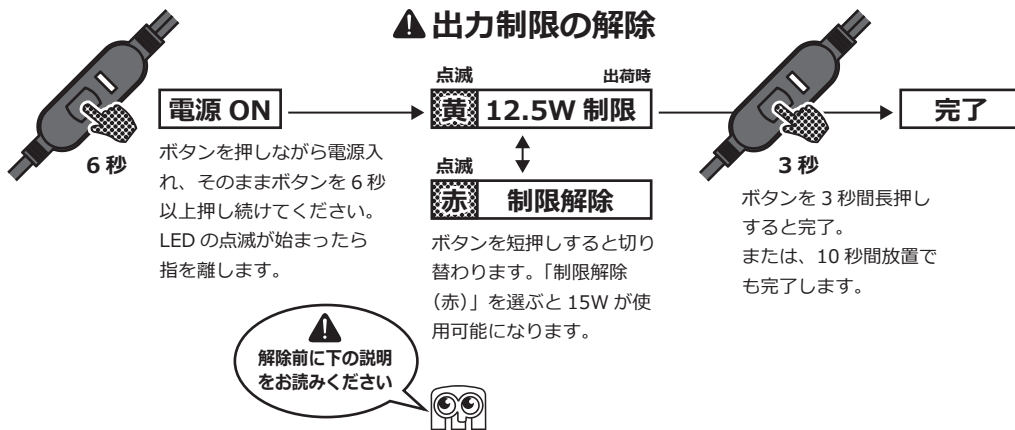 ⚠出力制限の解除
6 秒
電源 ON
ボタンを押しながら電源入
れ、そのままボタンを 6 秒
以上押し続けてください。
LED の点滅が始まったら
指を離します。
点滅
出荷時
黄 12.5W 制限
点滅
赤 制限解除
ボタンを短押しすると切り
替わります。「制限解除
（赤）」を選ぶと 15W が使
用可能になります。
3 秒
ボタンを 3 秒間長押し
すると完了。
または、10 秒間放置で
も完了します。
完了
⚠
解除前に下の説明
をお読みください